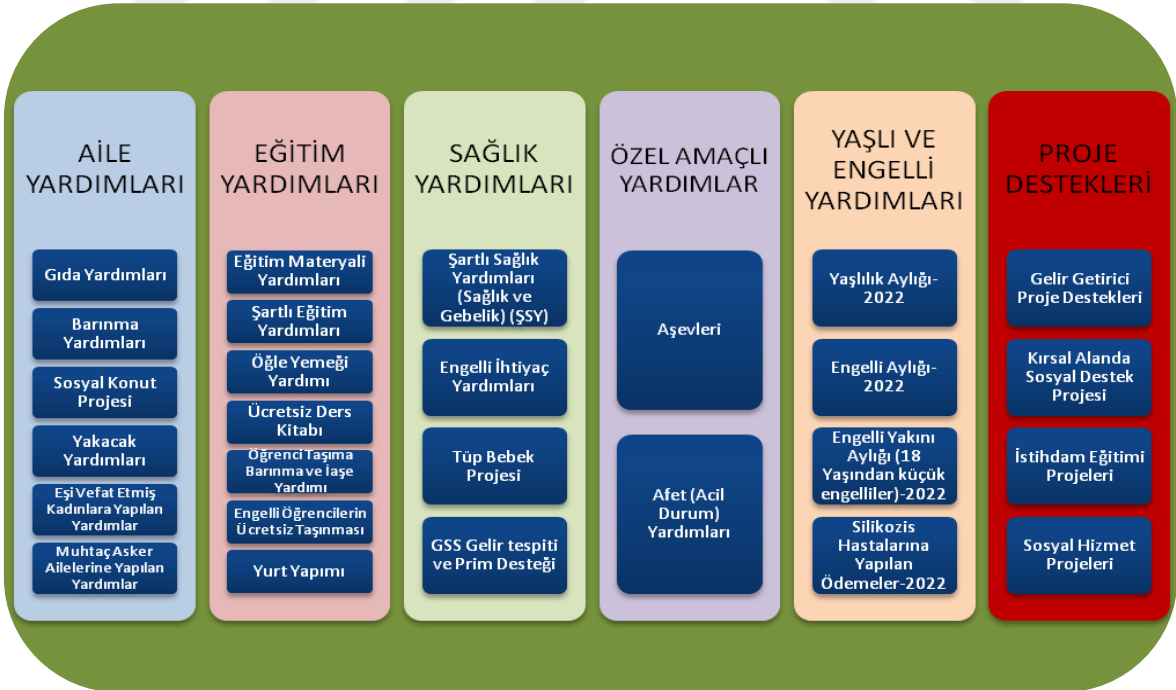 AİLE
YARDIMLARI
Gıda Yardımları
Barınma
Yardımları
Sosyal Konut
Projesi
Yakacak
Yardımları
Eşi Vefat Etmiş
Kadınlara Yapılan
Yardımlar
Muhtaç Asker
Ailelerine Yapılan
Yardımlar
EĞİTİM
YARDIMLARI
Eğitim Materyali
Yardımları
Şartlı Eğitim
Yardımları
Öğle Yemeği
Yardımı
Ücretsiz Ders
Kitabı
Öğrenci Taşıma
Barınma ve İaşe
Yardımı
Engelli Öğrencilerin
Ücretsiz Taşınması
Yurt Yapımı
SAĞLIK
YARDIMLARI
Şartlı Sağlık
Yardımları
(Sağlık ve
Gebelik) (ŞSY)
Engelli İhtiyaç
Yardımları
Tüp Bebek
Projesi
GSS Gelir tespiti
ve Prim Desteği
ÖZEL AMAÇLI
YARDIMLAR
Aşevleri
Afet (Acil
Durum)
Yardımları
YAŞLI VE
ENGELLİ
YARDIMLARI
Yaşlılık Aylığı-
2022
Engelli Aylığı-
2022
Engelli Yakını
Aylığı (18
Yaşından küçük
engelliler)-2022
Silikozis
Hastalarına
Yapılan
Ödemeler-2022
PROJE
DESTEKLERİ
Gelir Getirici
Proje Destekleri
Kırsal Alanda
Sosyal Destek
Projesi
İstihdam Eğitimi
Projeleri
Sosyal Hizmet
Projeleri